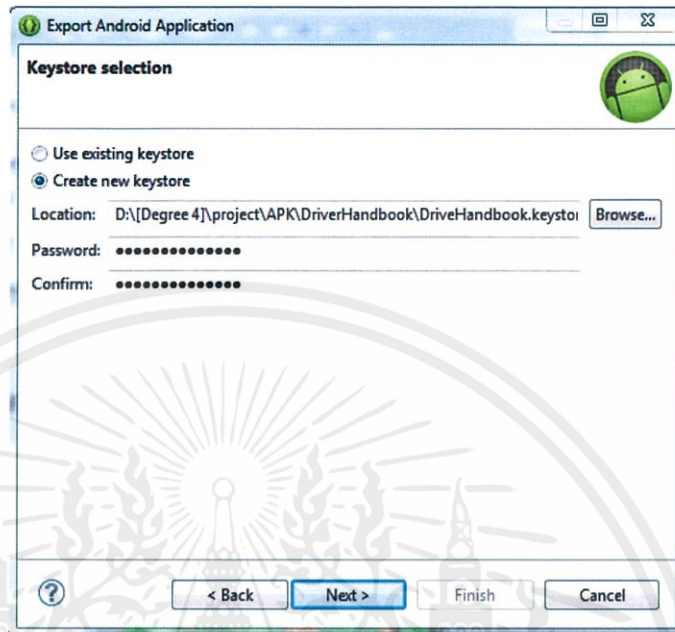 Export Android Application
Keystore selection
Use existing keystore
Create new keystore
Location: D:\[Degree 4]\project\APK\DriverHandbook\DriveHandbook.keysto Browse...
Password: ••••••••••••••
Confirm: ••••••••••••••
< Back Next > Finish Cancel